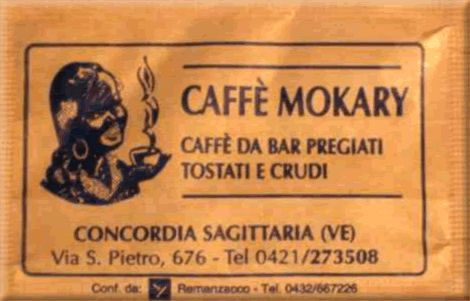 CAFFÈ MOKARY
CAFFÈ DA BAR PREGIATI
TOSTATI E CRUDI
CONCORDIA SAGITTARIA (VE)
Via S. Pietro, 676 - Tel 0421/273508
Conf. da: Remanzacco - Tel. 0432/667226